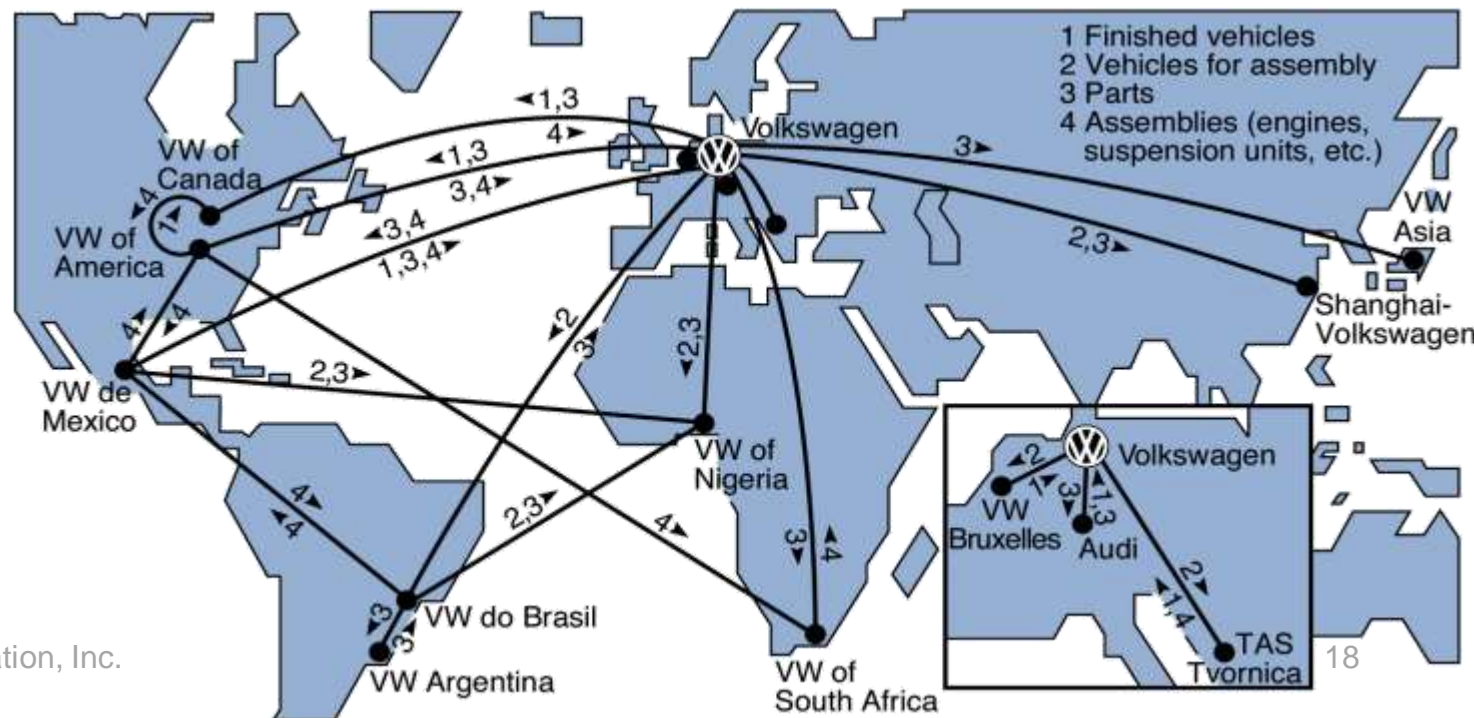 1 Finished vehicles
2 Vehicles for assembly
3 Parts
4 Assemblies (engines,
suspension units, etc.)
Volkswagen
VW of
Canada
VW of
America
VW de
Mexico
VW of
Nigeria
VW do Brasil
VW Argentina
VW of
South Africa
VW
Asia
Shanghai-
Volkswagen
◄1,3
4►
◄1,3
3,4►
◄3,4
1,3,4►
◄4
1►
4►
◄4
2,3►
4►
◄4
◄3
3►
2,3►
4►
◄2
3►
◄2,3
3►
◄4
3►
2,3►
Volkswagen
◄2
1►
VW
Bruxelles
3►
◄1,3
Audi
2►
◄1,4
TAS
Tvornica
ation, Inc.
18